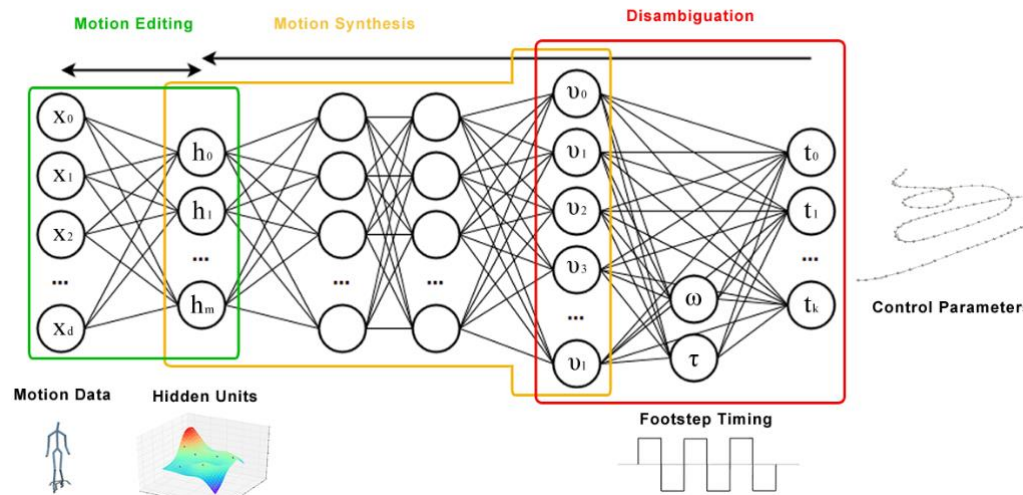 Motion Editing
Motion Synthesis
Disambiguation
x0
x1
x2
...
xd
h0
h1
...
hm
...
...
υ0
υ1
υ2
υ3
...
υ1
ω
τ
t0
t1
...
tk
Control Parameter
Motion Data
Hidden Units
Footstep Timing